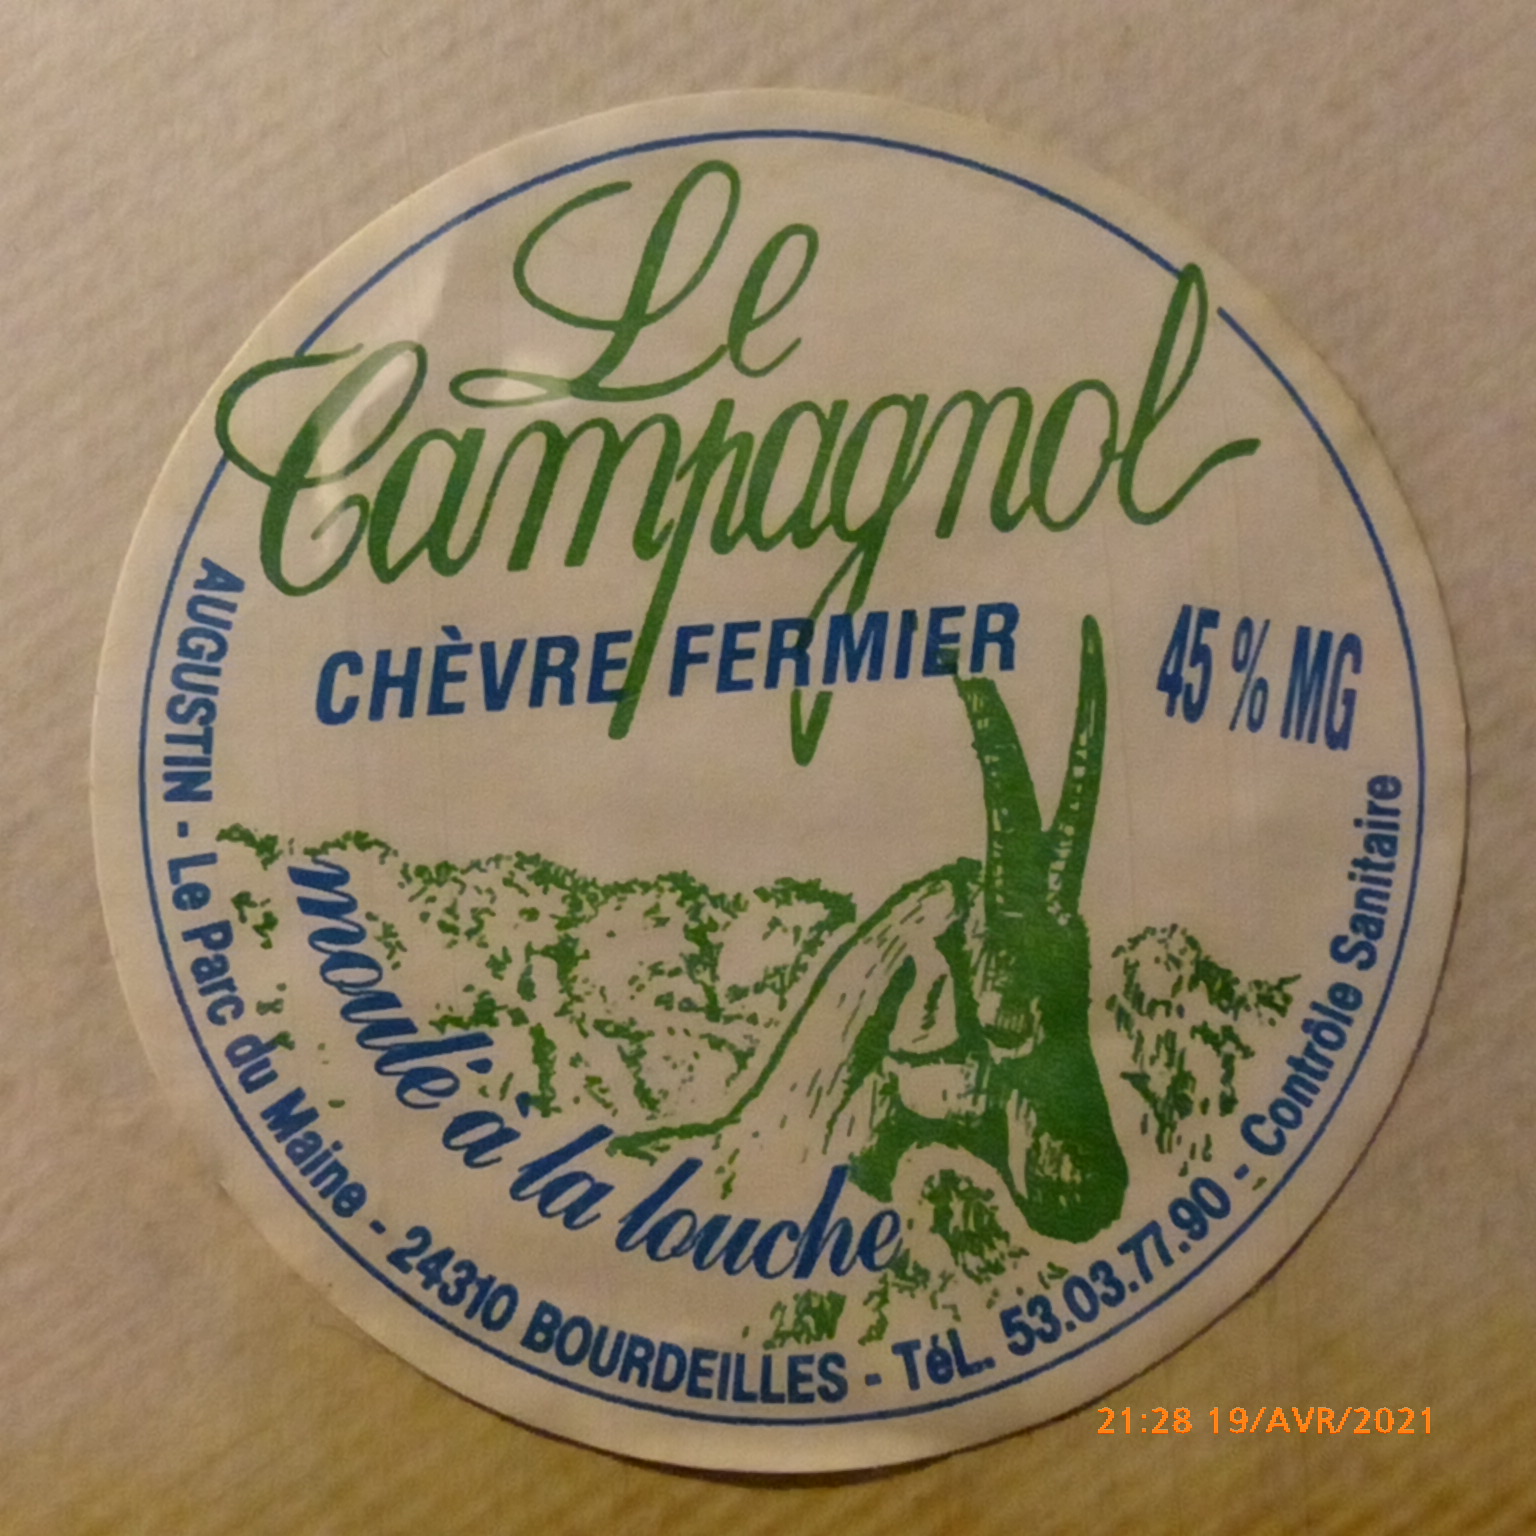 Le
Campagnol
CHÈVRE FERMIER
45 % MG
moulé à la louche
AUGUSTIN - Le Parc du Maine - 24310 BOURDEILLES - TéL. 53.03.77.90 - Contrôle Sanitaire
21:28 19/AVR/2021